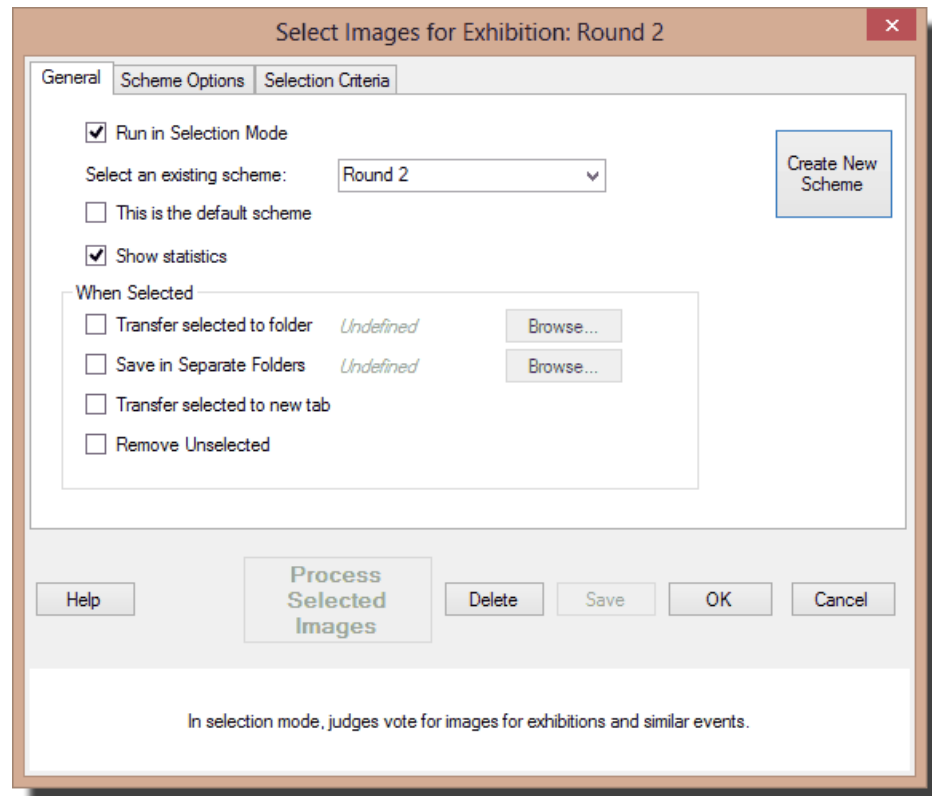 Select Images for Exhibition: Round 2
General
Scheme Options
Selection Criteria
Run in Selection Mode
Create New
Scheme
Select an existing scheme:
Round 2
This is the default scheme
Show statistics
When Selected
Transfer selected to folder
Undefined
Browse...
Save in Separate Folders
Undefined
Browse...
Transfer selected to new tab
Remove Unselected
Help
Process
Selected
Images
Delete
Save
OK
Cancel
In selection mode, judges vote for images for exhibitions and similar events.